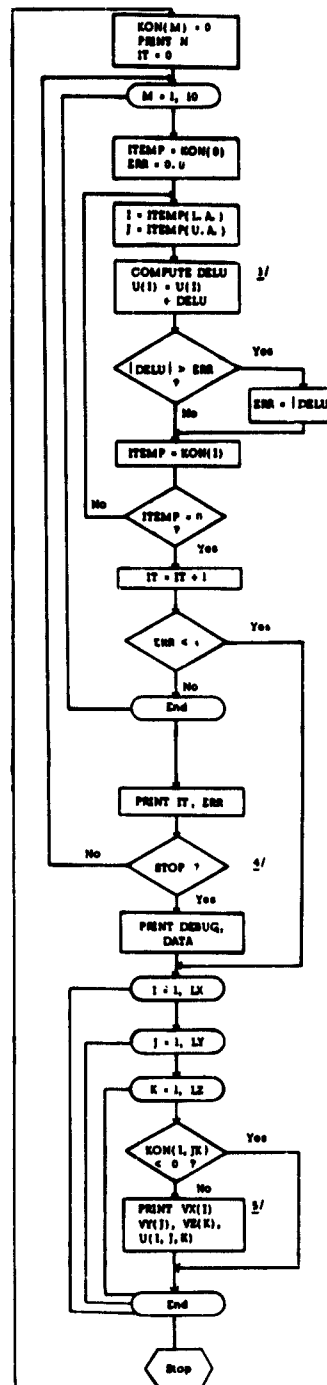 KON(M) = 0
PRINT N
IT = 0
M = 1, 10
ITEMP = KON(0)
ERR = 0.0
I = ITEMP(L.A.)
J = ITEMP(U.A.)
COMPUTE DELU
U(I) = U(I)
+ DELU
3/
|DELU| > ERR
?
Yes
ERR = |DELU
No
ITEMP = KON(I)
No
ITEMP = n
?
Yes
IT = IT + 1
ERR <
Yes
No
End
PRINT IT, ERR
No
STOP ?
4/
Yes
PRINT DEBUG,
DATA
I = 1, LX
J = 1, LY
K = 1, LZ
KON(I,JK)
< 0 ?
Yes
No
PRINT VX(I)
VY(J), VZ(K),
U(I,J,K)
5/
End
Stop